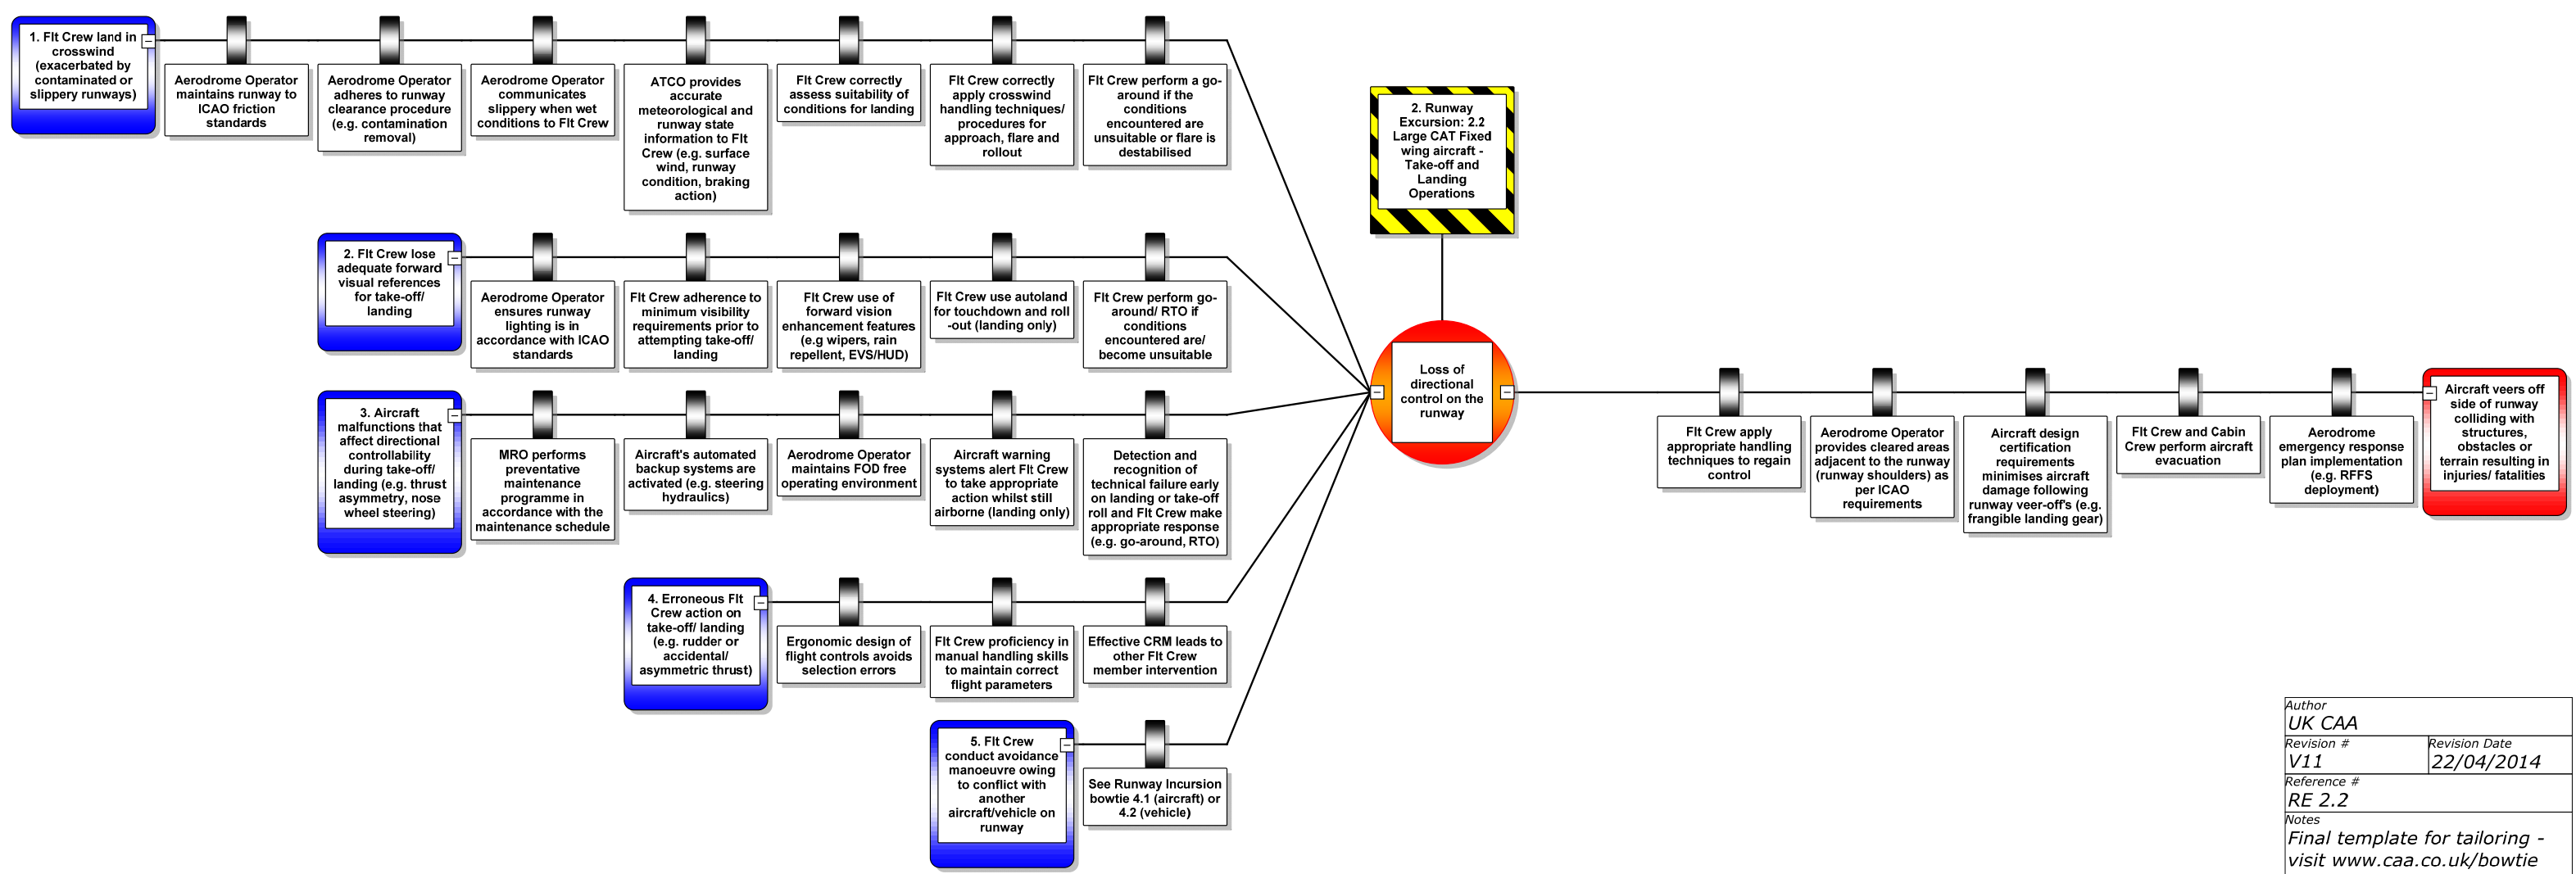 1. Flt Crew land in
crosswind
(exacerbated by
contaminated or
slippery runways)
Aerodrome Operator
maintains runway to
ICAO friction
standards
Aerodrome Operator
adheres to runway
clearance procedure
(e.g. contamination
removal)
Aerodrome Operator
communicates
slippery when wet
conditions to Flt Crew
ATCO provides
accurate
meteorological and
runway state
information to Flt
Crew (e.g. surface
wind, runway
condition, braking
action)
Flt Crew correctly
assess suitability of
conditions for landing
Flt Crew correctly
apply crosswind
handling techniques/
procedures for
approach, flare and
rollout
Flt Crew perform a go-
around if the
conditions
encountered are
unsuitable or flare is
destabilised
2. Runway
Excursion: 2.2
Large CAT Fixed
wing aircraft -
Take-off and
Landing
Operations
2. Flt Crew lose
adequate forward
visual references
for take-off/
landing
Aerodrome Operator
ensures runway
lighting is in
accordance with ICAO
standards
Flt Crew adherence to
minimum visibility
requirements prior to
attempting take-off/
landing
Flt Crew use of
forward vision
enhancement features
(e.g wipers, rain
repellent, EVS/HUD)
Flt Crew use autoland
for touchdown and roll
-out (landing only)
Flt Crew perform go-
around/ RTO if
conditions
encountered are/
become unsuitable
3. Aircraft
malfunctions that
affect directional
controllability
during take-off/
landing (e.g. thrust
asymmetry, nose
wheel steering)
MRO performs
preventative
maintenance
programme in
accordance with the
maintenance schedule
Aircraft's automated
backup systems are
activated (e.g. steering
hydraulics)
Aerodrome Operator
maintains FOD free
operating environment
Aircraft warning
systems alert Flt Crew
to take appropriate
action whilst still
airborne (landing only)
Detection and
recognition of
technical failure early
on landing or take-off
roll and Flt Crew make
appropriate response
(e.g. go-around, RTO)
Loss of
directional
control on the
runway
Flt Crew apply
appropriate handling
techniques to regain
control
Aerodrome Operator
provides cleared areas
adjacent to the runway
(runway shoulders) as
per ICAO
requirements
Aircraft design
certification
requirements
minimises aircraft
damage following
runway veer-off's (e.g.
frangible landing gear)
Flt Crew and Cabin
Crew perform aircraft
evacuation
Aerodrome
emergency response
plan implementation
(e.g. RFFS
deployment)
Aircraft veers off
side of runway
colliding with
structures,
obstacles or
terrain resulting in
injuries/ fatalities
4. Erroneous Flt
Crew action on
take-off/ landing
(e.g. rudder or
accidental/
asymmetric thrust)
Ergonomic design of
flight controls avoids
selection errors
Flt Crew proficiency in
manual handling skills
to maintain correct
flight parameters
Effective CRM leads to
other Flt Crew
member intervention
5. Flt Crew
conduct avoidance
manoeuvre owing
to conflict with
another
aircraft/vehicle on
runway
See Runway Incursion
bowtie 4.1 (aircraft) or
4.2 (vehicle)
Author
UK CAA
Revision # Revision Date
V11 22/04/2014
Reference #
RE 2.2
Notes
Final template for tailoring -
visit www.caa.co.uk/bowtie